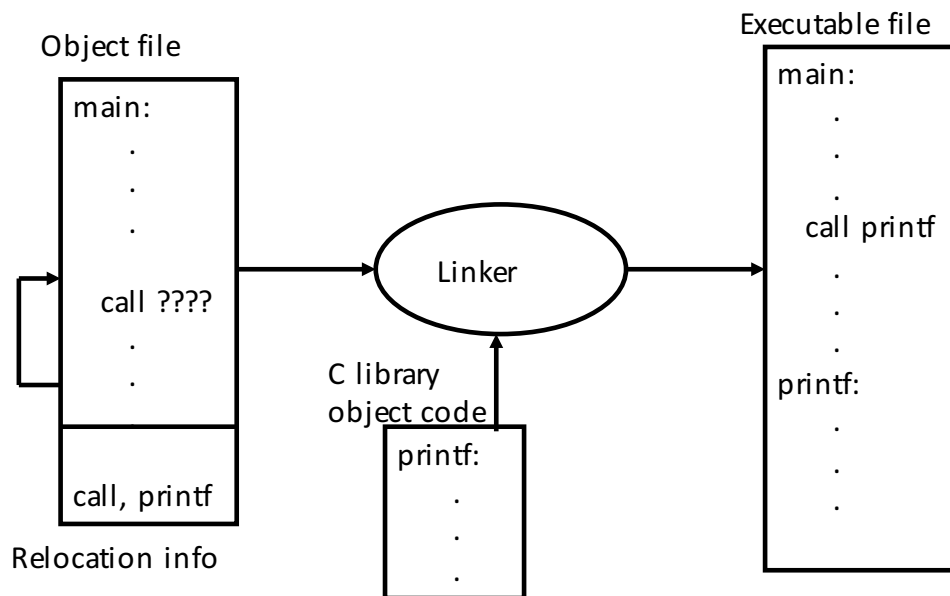 Object file
main:
.
.
.
call ????
.
.
.
call, printf
Relocation info
Linker
C library
object code
printf:
.
.
.
Executable file
main:
.
.
.
call printf
.
.
.
printf:
.
.
.